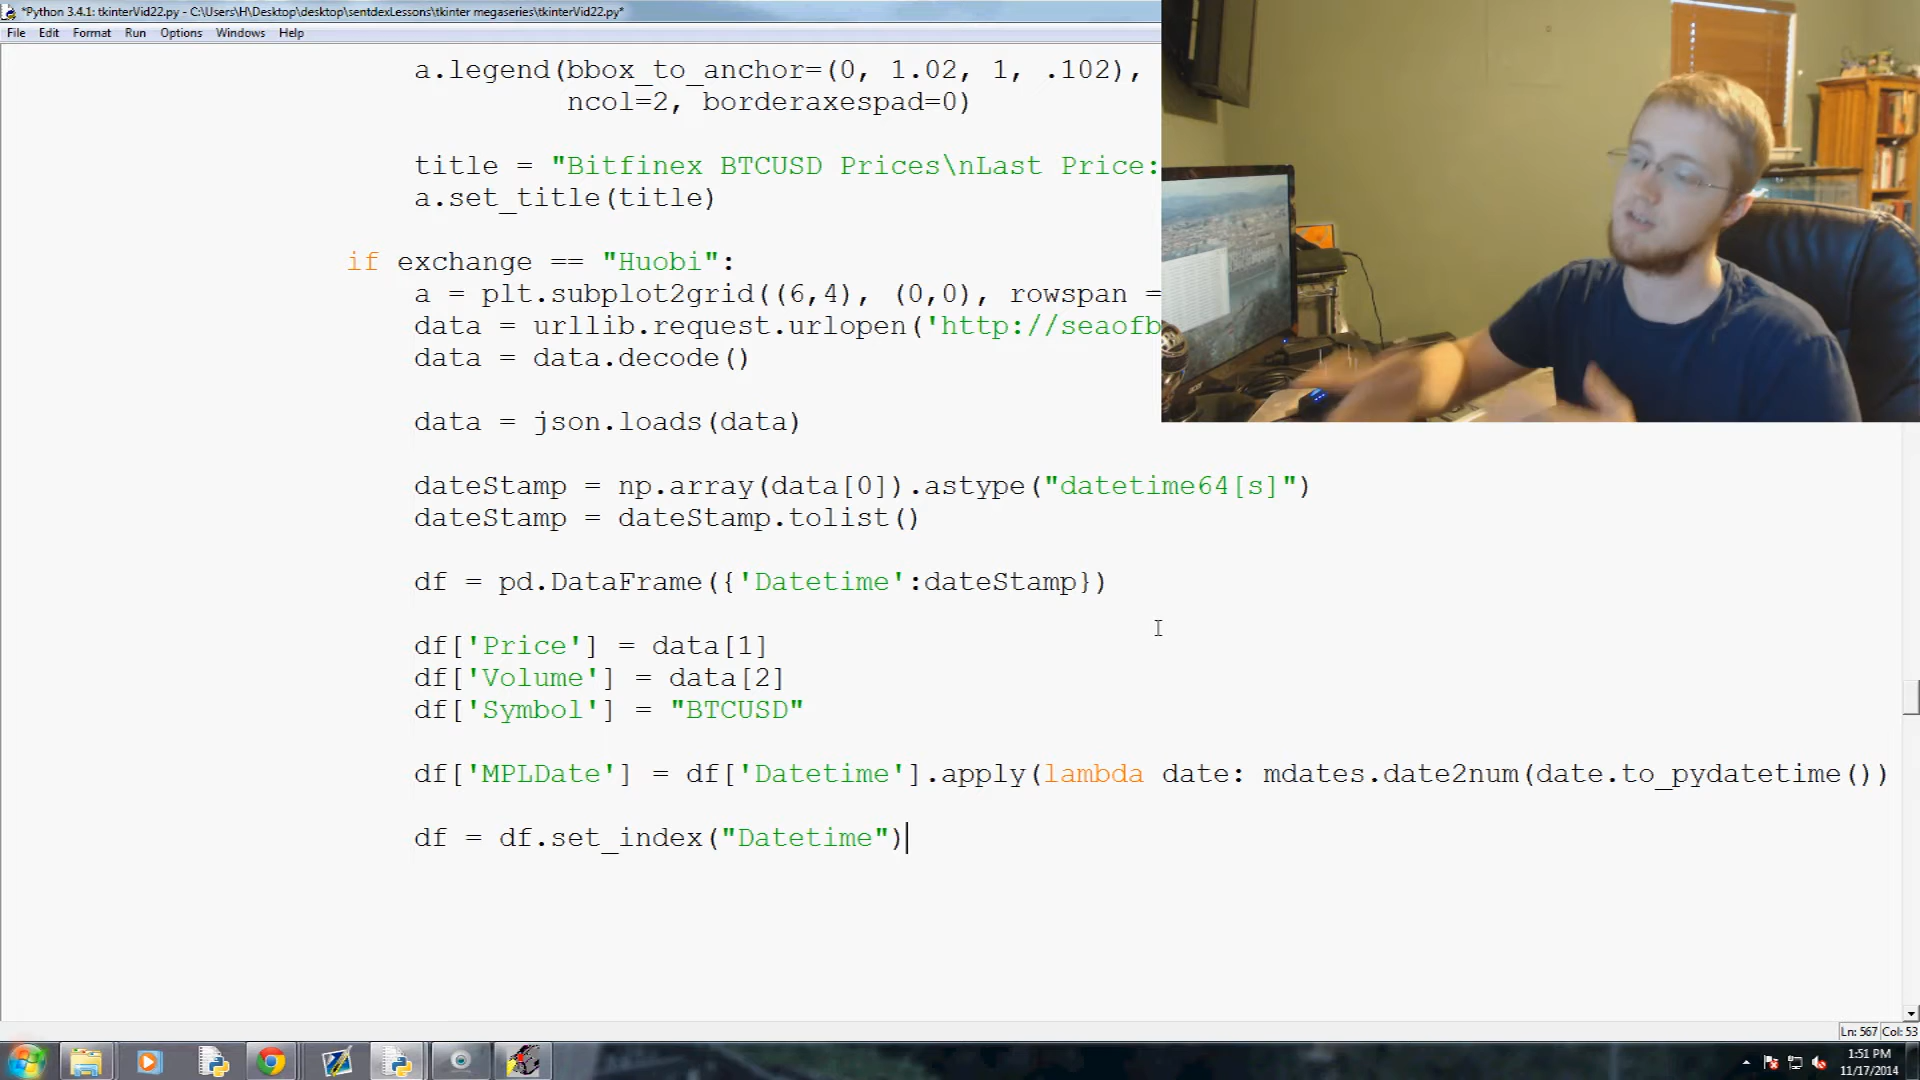 *Python 3.4.1: tkinterVid22.py - C:\Users\H\Desktop\desktop\sentdexLessons\tkinter megaseries\tkinterVid22.py*
File Edit Format Run Options Windows Help
a.legend(bbox_to_anchor=(0, 1.02, 1, .102),
ncol=2, borderaxespad=0)
title = "Bitfinex BTCUSD Prices\nLast Price:
a.set_title(title)
if exchange == "Huobi":
a = plt.subplot2grid((6,4), (0,0), rowspan =
data = urllib.request.urlopen('http://seaofb
data = data.decode()
data = json.loads(data)
dateStamp = np.array(data[0]).astype("datetime64[s]")
dateStamp = dateStamp.tolist()
df = pd.DataFrame({'Datetime':dateStamp})
df['Price'] = data[1]
df['Volume'] = data[2]
df['Symbol'] = "BTCUSD"
df['MPLDate'] = df['Datetime'].apply(lambda date: mdates.date2num(date.to_pydatetime())
df = df.set_index("Datetime")
Ln: 567 Col: 53
1:51 PM
11/17/2014